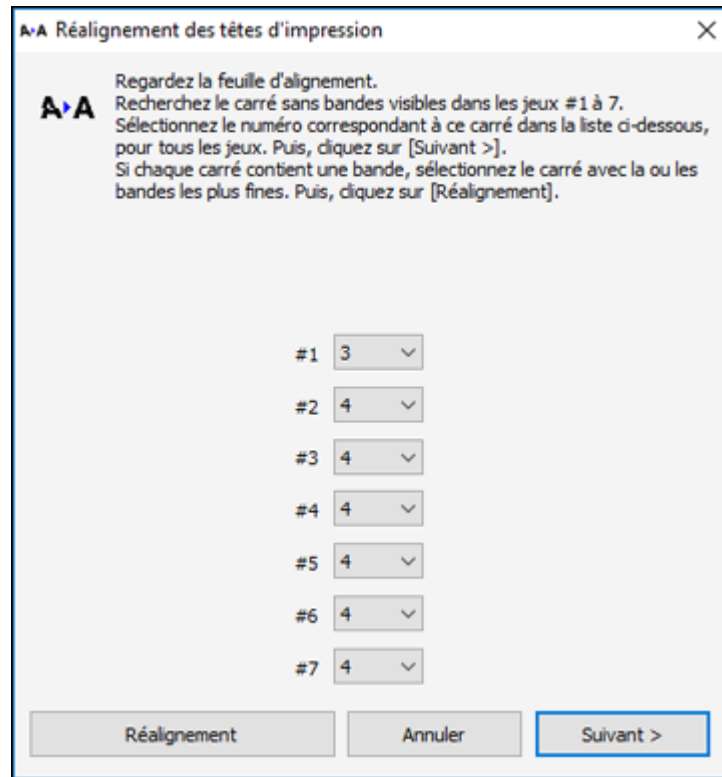 A▸A Réalignement des têtes d'impression
A▸A
Regardez la feuille d'alignement.
Recherchez le carré sans bandes visibles dans les jeux #1 à 7.
Sélectionnez le numéro correspondant à ce carré dans la liste ci-dessous,
pour tous les jeux. Puis, cliquez sur [Suivant >].
Si chaque carré contient une bande, sélectionnez le carré avec la ou les
bandes les plus fines. Puis, cliquez sur [Réalignement].
#1 3
#2 4
#3 4
#4 4
#5 4
#6 4
#7 4
Réalignement Annuler Suivant >